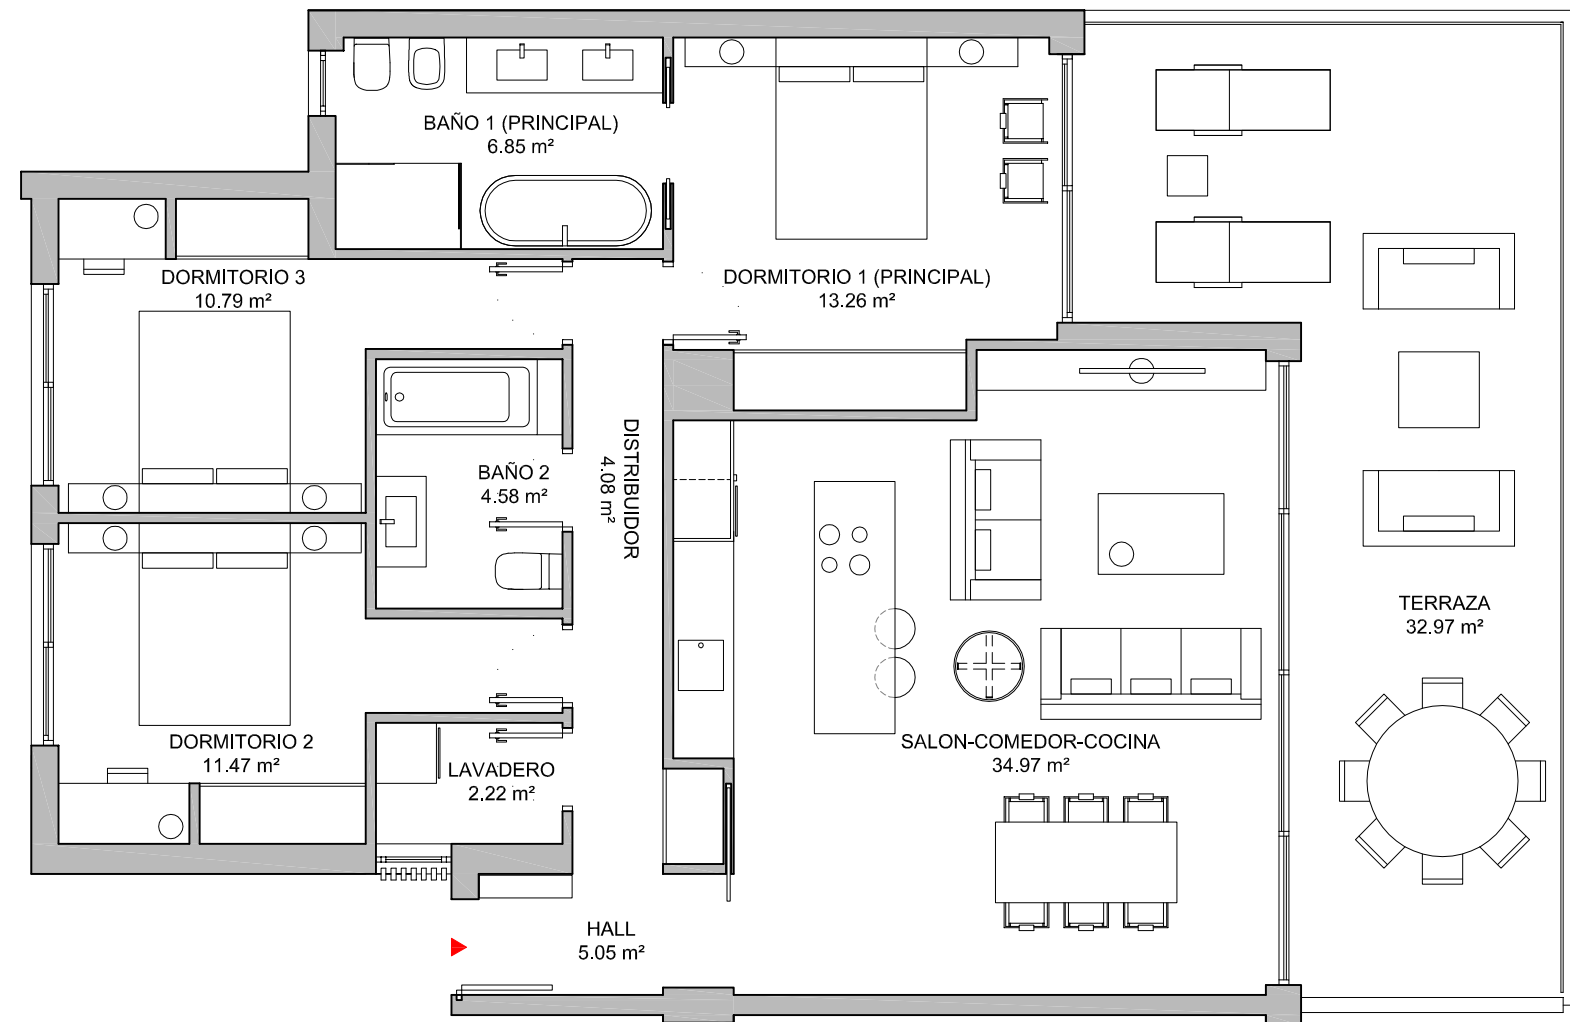 BAÑO 1 (PRINCIPAL)
6.85 m²
DORMITORIO 3
10.79 m²
DORMITORIO 1 (PRINCIPAL)
13.26 m²
BAÑO 2
4.58 m²
DISTRIBUIDOR
4.08 m²
TERRAZA
32.97 m²
DORMITORIO 2
11.47 m²
LAVADERO
2.22 m²
SALON-COMEDOR-COCINA
34.97 m²
HALL
5.05 m²